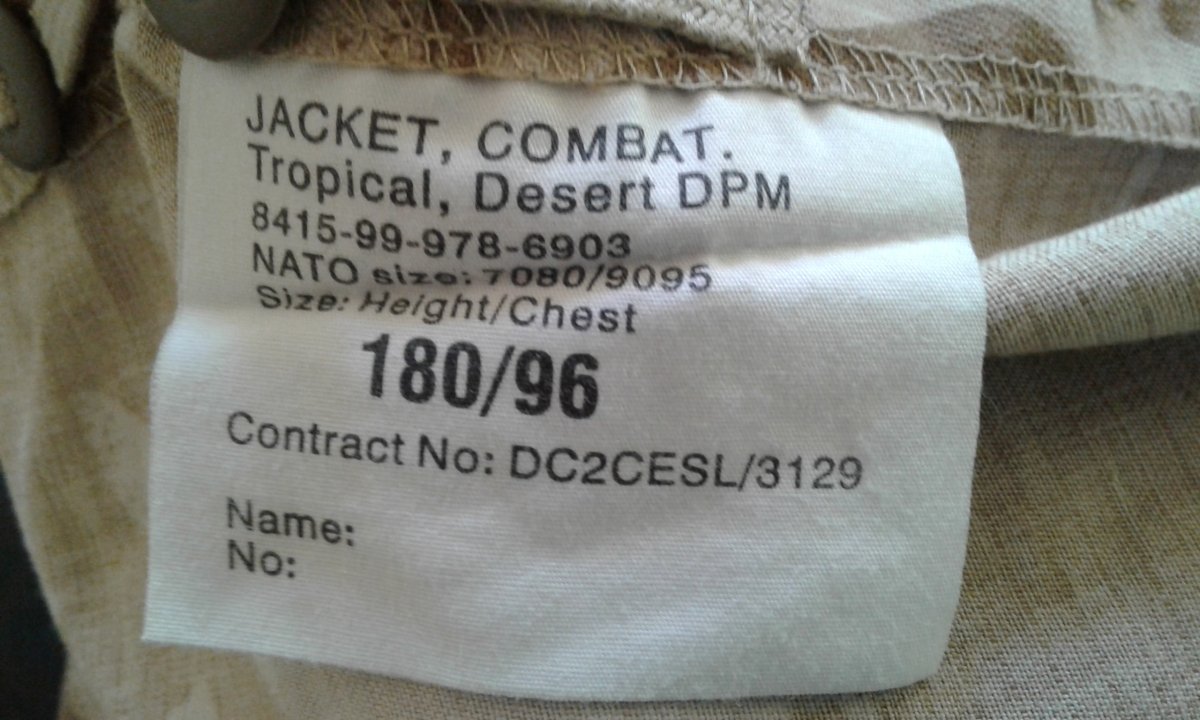 JACKET, COMBAT.
Tropical, Desert DPM
8415-99-978-6903
NATO size: 7080/9095
Size: Height/Chest
180/96
Contract No: DC2CESL/3129
Name:
No: